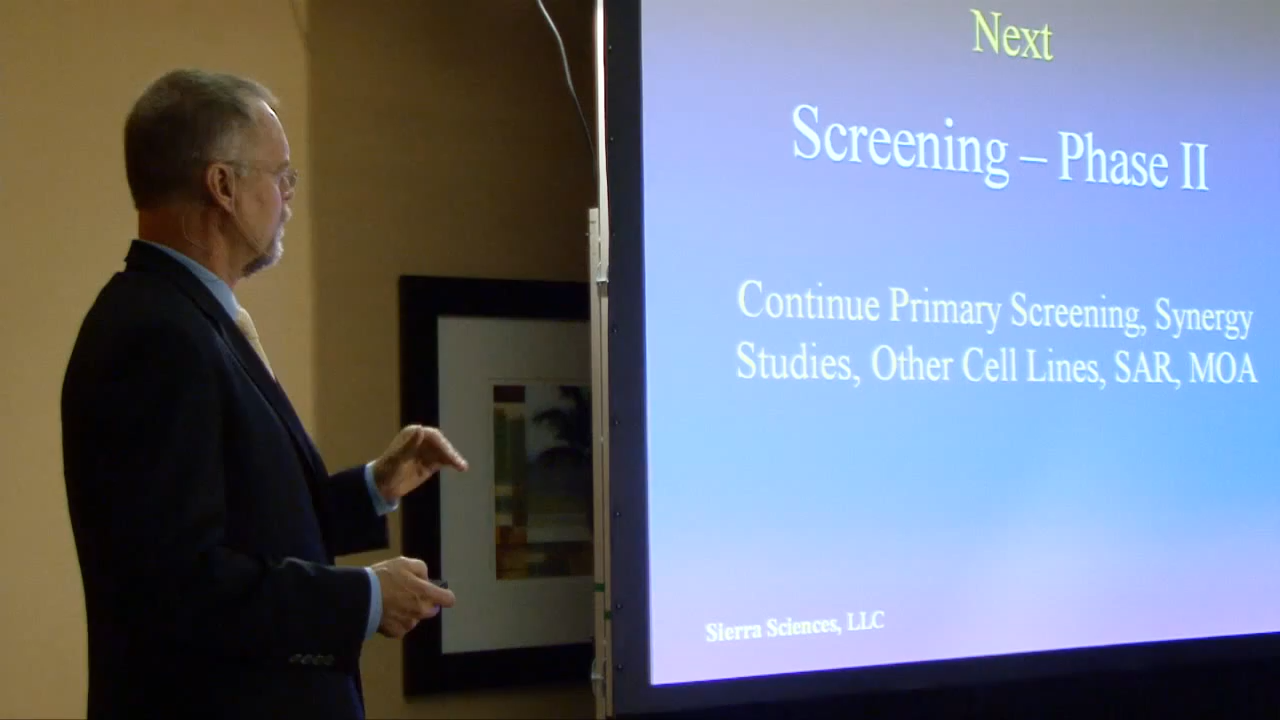 Next
Screening – Phase II
Continue Primary Screening, Synergy
Studies, Other Cell Lines, SAR, MOA
Sierra Sciences, LLC